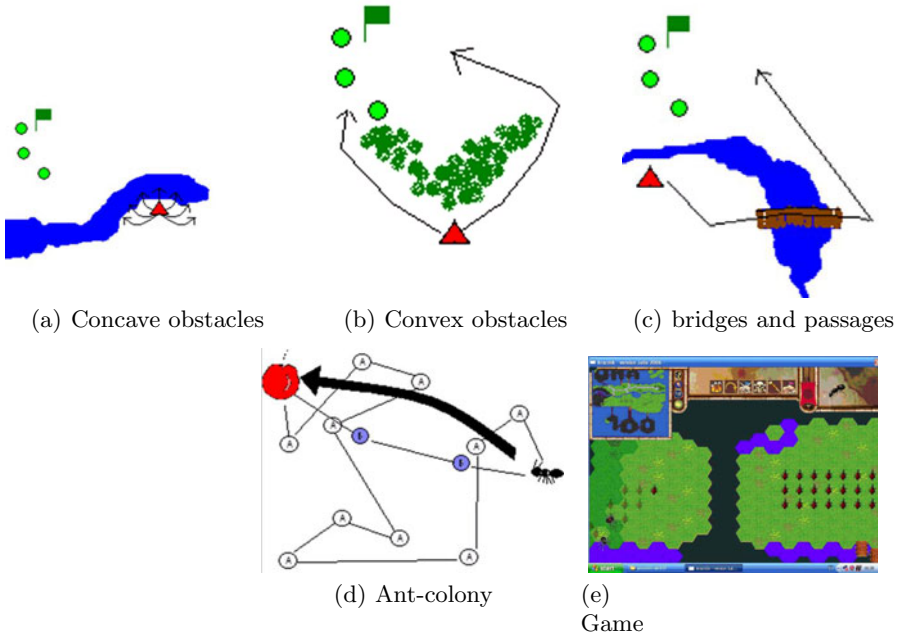 (a) Concave obstacles
(b) Convex obstacles
(c) bridges and passages
A
A
A
A
A
A
A
A
A
A
(d) Ant-colony
(e)
Game